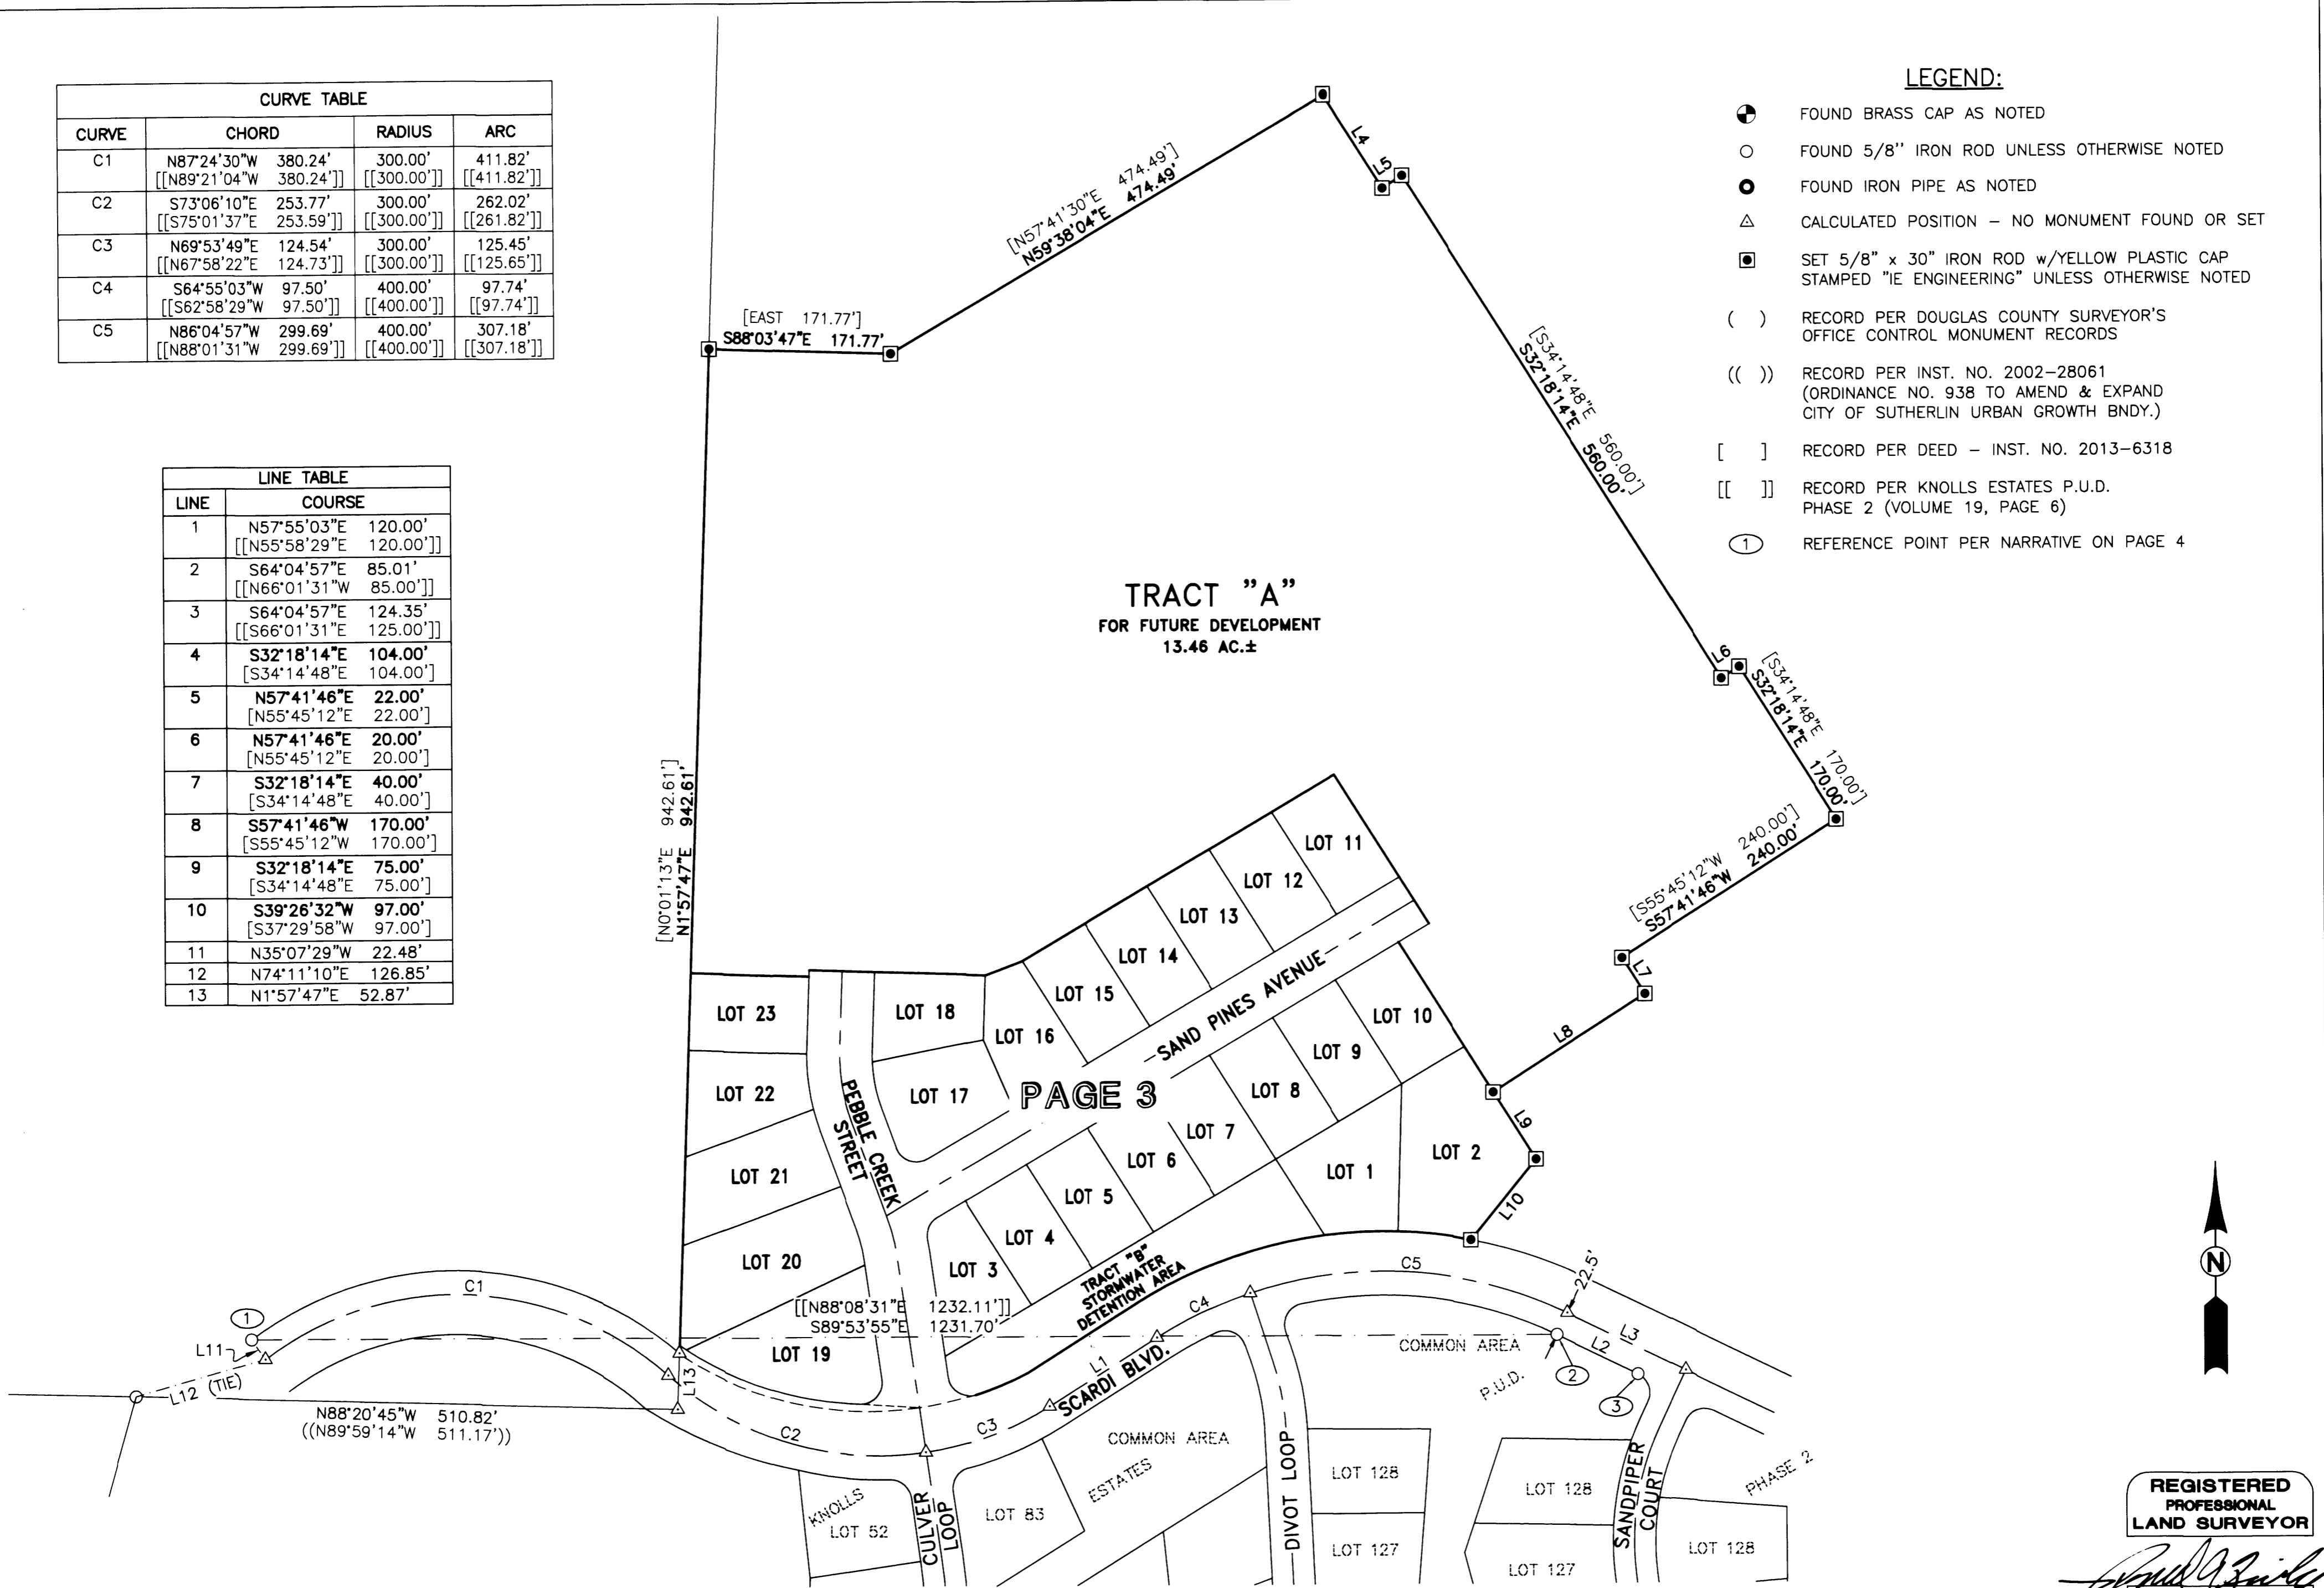 CURVE TABLE
CURVE CHORD RADIUS ARC
C1 N87°24'30"W 380.24' 300.00' 411.82'
[[N89°21'04"W 380.24']] [[300.00']] [[411.82']]
C2 S73°06'10"E 253.77' 300.00' 262.02'
[[S75°01'37"E 253.59']] [[300.00']] [[261.82']]
C3 N69°53'49"E 124.54' 300.00' 125.45'
[[N67°58'22"E 124.73']] [[300.00']] [[125.65']]
C4 S64°55'03"W 97.50' 400.00' 97.74'
[[S62°58'29"W 97.50']] [[400.00']] [[97.74']]
C5 N86°04'57"W 299.69' 400.00' 307.18'
[[N88°01'31"W 299.69']] [[400.00']] [[307.18']]
LINE TABLE
LINE COURSE
1 N57°55'03"E 120.00'
[[N55°58'29"E 120.00']]
2 S64°04'57"E 85.01'
[[N66°01'31"W 85.00']]
3 S64°04'57"E 124.35'
[[S66°01'31"E 125.00']]
4 S32°18'14"E 104.00'
[S34°14'48"E 104.00']
5 N57°41'46"E 22.00'
[N55°45'12"E 22.00']
6 N57°41'46"E 20.00'
[N55°45'12"E 20.00']
7 S32°18'14"E 40.00'
[S34°14'48"E 40.00']
8 S57°41'46"W 170.00'
[S55°45'12"W 170.00']
9 S32°18'14"E 75.00'
[S34°14'48"E 75.00']
10 S39°26'32"W 97.00'
[S37°29'58"W 97.00']
11 N35°07'29"W 22.48'
12 N74°11'10"E 126.85'
13 N1°57'47"E 52.87'
LEGEND:
FOUND BRASS CAP AS NOTED
FOUND 5/8'' IRON ROD UNLESS OTHERWISE NOTED
FOUND IRON PIPE AS NOTED
CALCULATED POSITION – NO MONUMENT FOUND OR SET
SET 5/8" x 30" IRON ROD w/YELLOW PLASTIC CAP
STAMPED "IE ENGINEERING" UNLESS OTHERWISE NOTED
( ) RECORD PER DOUGLAS COUNTY SURVEYOR'S
OFFICE CONTROL MONUMENT RECORDS
(( )) RECORD PER INST. NO. 2002–28061
(ORDINANCE NO. 938 TO AMEND & EXPAND
CITY OF SUTHERLIN URBAN GROWTH BNDY.)
[ ] RECORD PER DEED – INST. NO. 2013–6318
[[ ]] RECORD PER KNOLLS ESTATES P.U.D.
PHASE 2 (VOLUME 19, PAGE 6)
1 REFERENCE POINT PER NARRATIVE ON PAGE 4
[EAST 171.77']
S88°03'47"E 171.77'
[N57°41'30"E 474.49']
N59°38'04"E 474.49'
L4
L5
[S34°14'48"E 560.00']
S32°18'14"E 560.00'
L6
[S34°14'48"E 170.00']
S32°18'14"E 170.00'
[S55°45'12"W 240.00']
S57°41'46"W 240.00'
L7
L8
L9
L10
[N0°01'13"E 942.61']
N1°57'47"E 942.61'
TRACT "A"
FOR FUTURE DEVELOPMENT
13.46 AC.±
LOT 11
LOT 12
LOT 13
LOT 14
LOT 15
LOT 16
LOT 18
LOT 23
SAND PINES AVENUE
LOT 10
LOT 9
LOT 8
LOT 7
LOT 6
LOT 5
LOT 4
LOT 3
LOT 22
LOT 17
PAGE 3
PEBBLE CREEK
STREET
LOT 21
LOT 20
LOT 19
LOT 1
LOT 2
TRACT "B"
STORMWATER
DETENTION AREA
[[N88°08'31"E 1232.11']]
S89°53'55"E 1231.70'
C1
1
L11
L12 (TIE)
L13
N88°20'45"W 510.82'
((N89°59'14"W 511.17'))
C2
C3
L1
SCARDI BLVD.
C4
C5
22.5'
L3
L2
2
3
COMMON AREA
P.U.D.
COMMON AREA
ESTATES
KNOLLS
LOT 52
CULVER
LOOP
LOT 83
DIVOT LOOP
LOT 128
LOT 127
LOT 128
LOT 127
SANDPIPER
COURT
LOT 128
PHASE 2
N
REGISTERED
PROFESSIONAL
LAND SURVEYOR